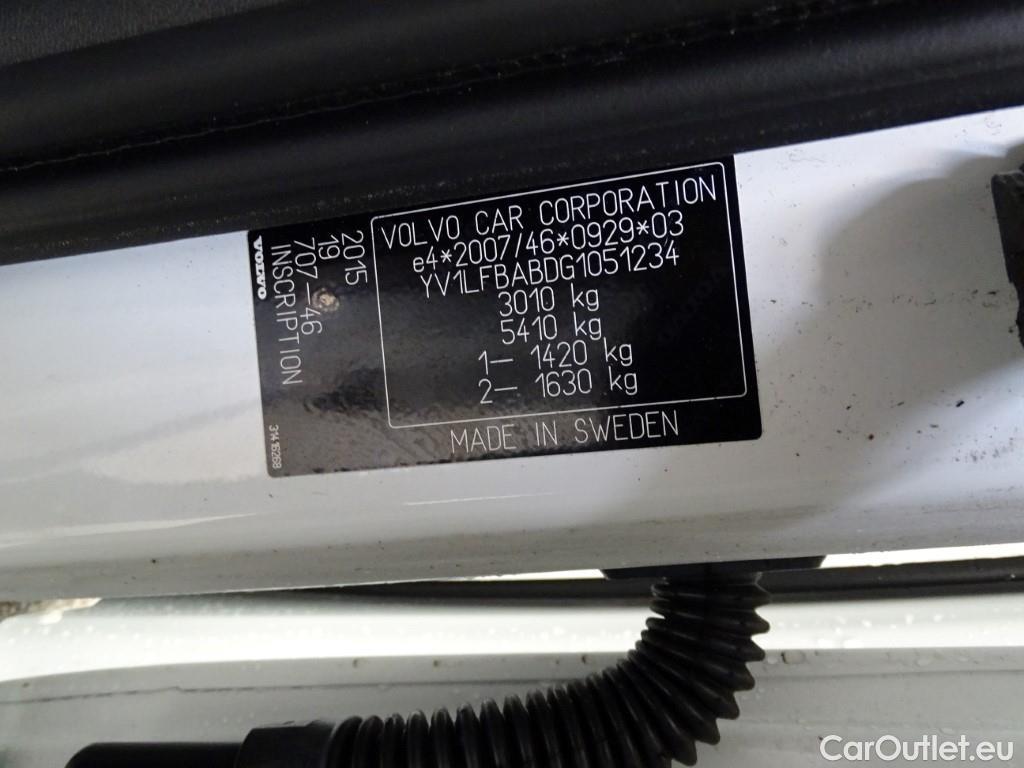 VOLVO CAR CORPORATION
e4*2007/46*0929*03
YV1LFBABDG1051234
3010 kg
5410 kg
1– 1420 kg
2– 1630 kg
MADE IN SWEDEN
2015
19
707–46
INSCRIPTION
VOLVO
31416268
CarOutlet.eu